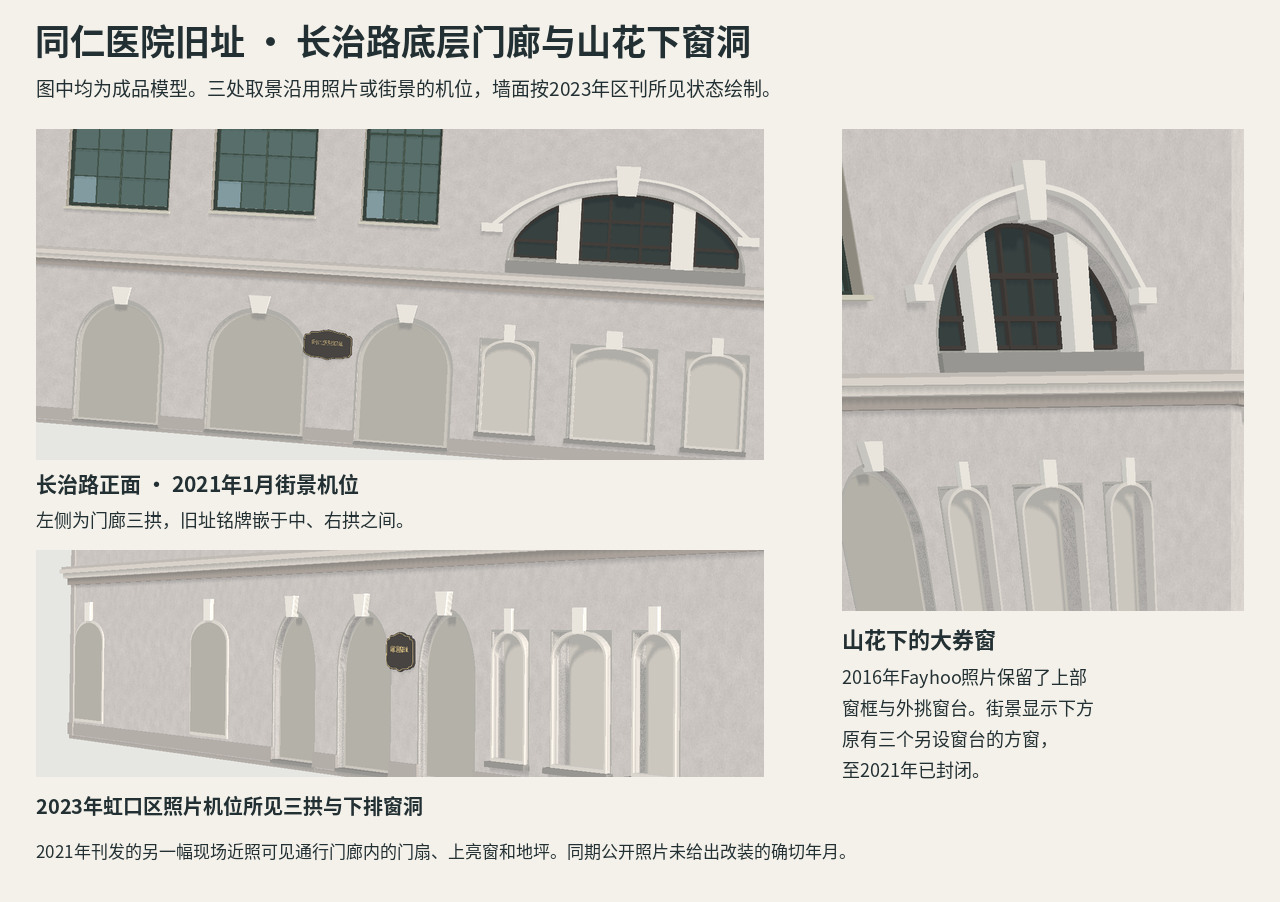 同仁医院旧址 · 长治路底层门廊与山花下窗洞
图中均为成品模型。三处取景沿用照片或街景的机位，墙面按2023年区刊所见状态绘制。
长治路正面 · 2021年1月街景机位
左侧为门廊三拱，旧址铭牌嵌于中、右拱之间。
2023年虹口区照片机位所见三拱与下排窗洞
山花下的大券窗
2016年Fayhoo照片保留了上部
窗框与外挑窗台。街景显示下方
原有三个另设窗台的方窗，
至2021年已封闭。
2021年刊发的另一幅现场近照可见通行门廊内的门扇、上亮窗和地坪。同期公开照片未给出改装的确切年月。